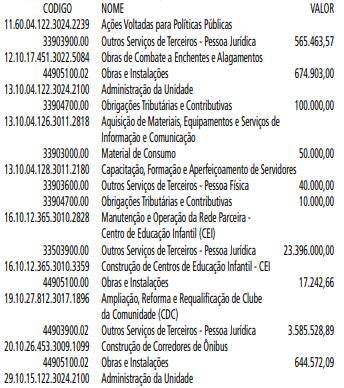 CODIGO NOME VALOR
11.60.04.122.3024.2239 Ações Voltadas para Políticas Públicas
33903900.00 Outros Serviços de Terceiros - Pessoa Jurídica 565.463,57
12.10.17.451.3022.5084 Obras de Combate a Enchentes e Alagamentos
44905100.02 Obras e Instalações 674.903,00
13.10.04.122.3024.2100 Administração da Unidade
33904700.00 Obrigações Tributárias e Contributivas 100.000,00
13.10.04.126.3011.2818 Aquisição de Materiais, Equipamentos e Serviços de
Informação e Comunicação
33903000.00 Material de Consumo 50.000,00
13.10.04.128.3011.2180 Capacitação, Formação e Aperfeiçoamento de Servidores
33903600.00 Outros Serviços de Terceiros - Pessoa Física 40.000,00
33904700.00 Obrigações Tributárias e Contributivas 10.000,00
16.10.12.365.3010.2828 Manutenção e Operação da Rede Parceira -
Centro de Educação Infantil (CEI)
33503900.00 Outros Serviços de Terceiros - Pessoa Jurídica 23.396.000,00
16.10.12.365.3010.3359 Construção de Centros de Educação Infantil - CEI
44905100.00 Obras e Instalações 17.242,66
19.10.27.812.3017.1896 Ampliação, Reforma e Requalificação de Clube
da Comunidade (CDC)
44903900.02 Outros Serviços de Terceiros - Pessoa Jurídica 3.585.528,89
20.10.26.453.3009.1099 Construção de Corredores de Ônibus
44905100.02 Obras e Instalações 644.572,09
29.10.15.122.3024.2100 Administração da Unidade